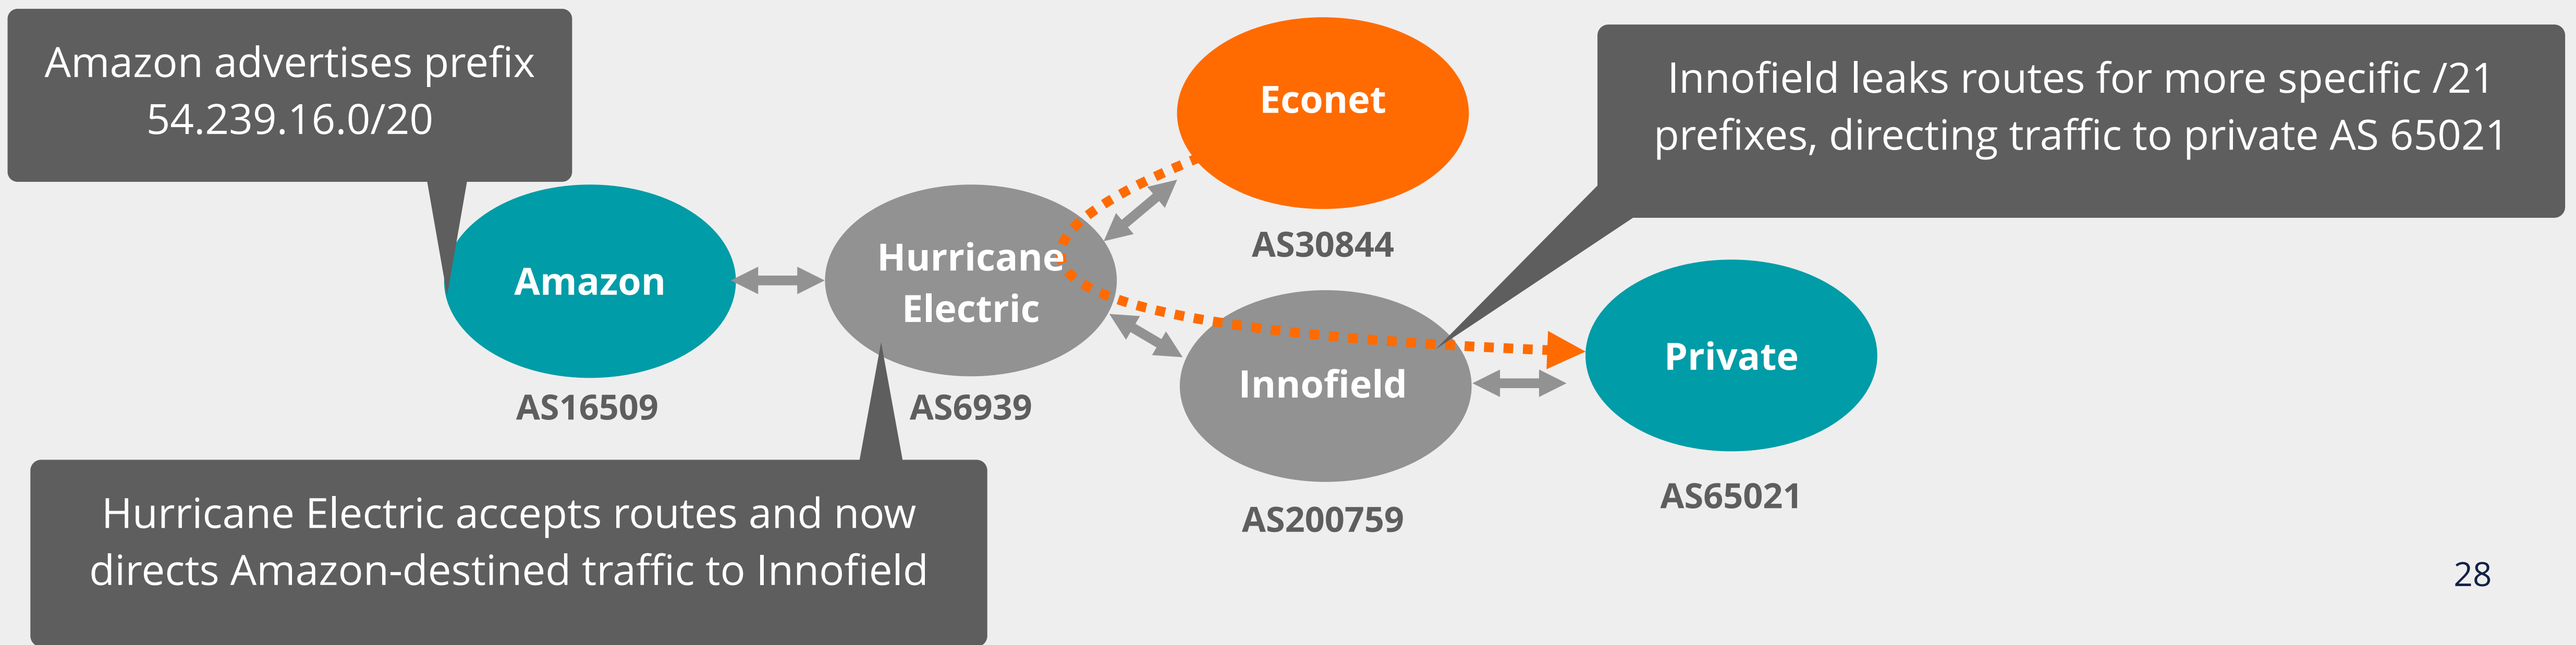 Amazon advertises prefix
54.239.16.0/20
Econet
AS30844
Innofield leaks routes for more specific /21
prefixes, directing traffic to private AS 65021
Amazon
AS16509
Hurricane
Electric
AS6939
Innofield
AS200759
Private
AS65021
Hurricane Electric accepts routes and now
directs Amazon-destined traffic to Innofield
28